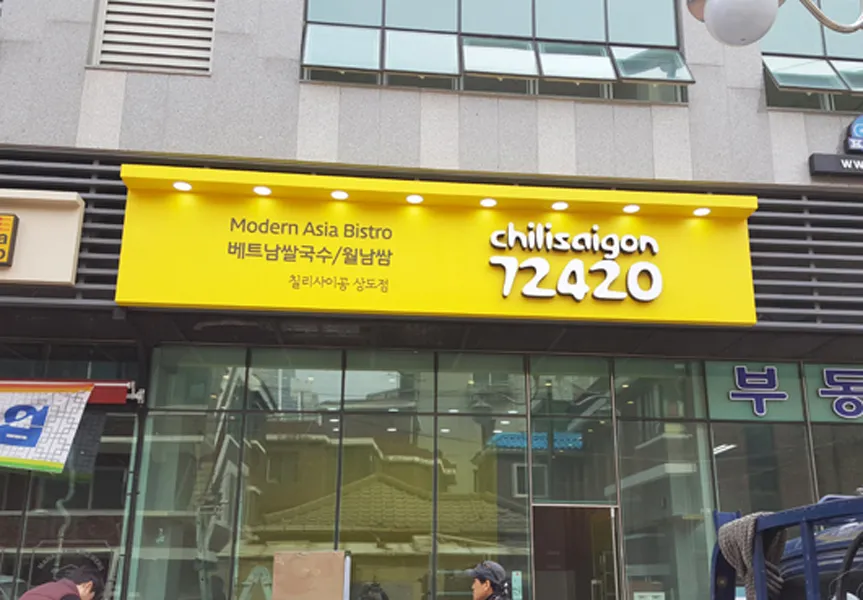 Modern Asia Bistro
베트남쌀국수/월남쌈
칠리사이공 상도점
chilisaigon
72420
부동
업